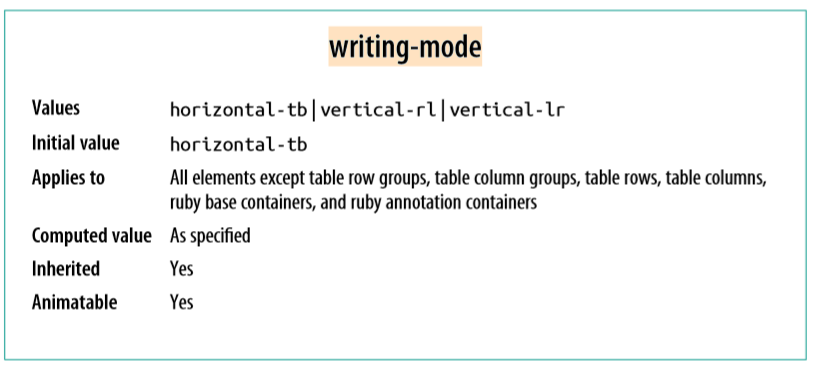 writing-mode
Values horizontal-tb|vertical-rl|vertical-lr
Initial value horizontal-tb
Applies to All elements except table row groups, table column groups, table rows, table columns,
ruby base containers, and ruby annotation containers
Computed value As specified
Inherited Yes
Animatable Yes